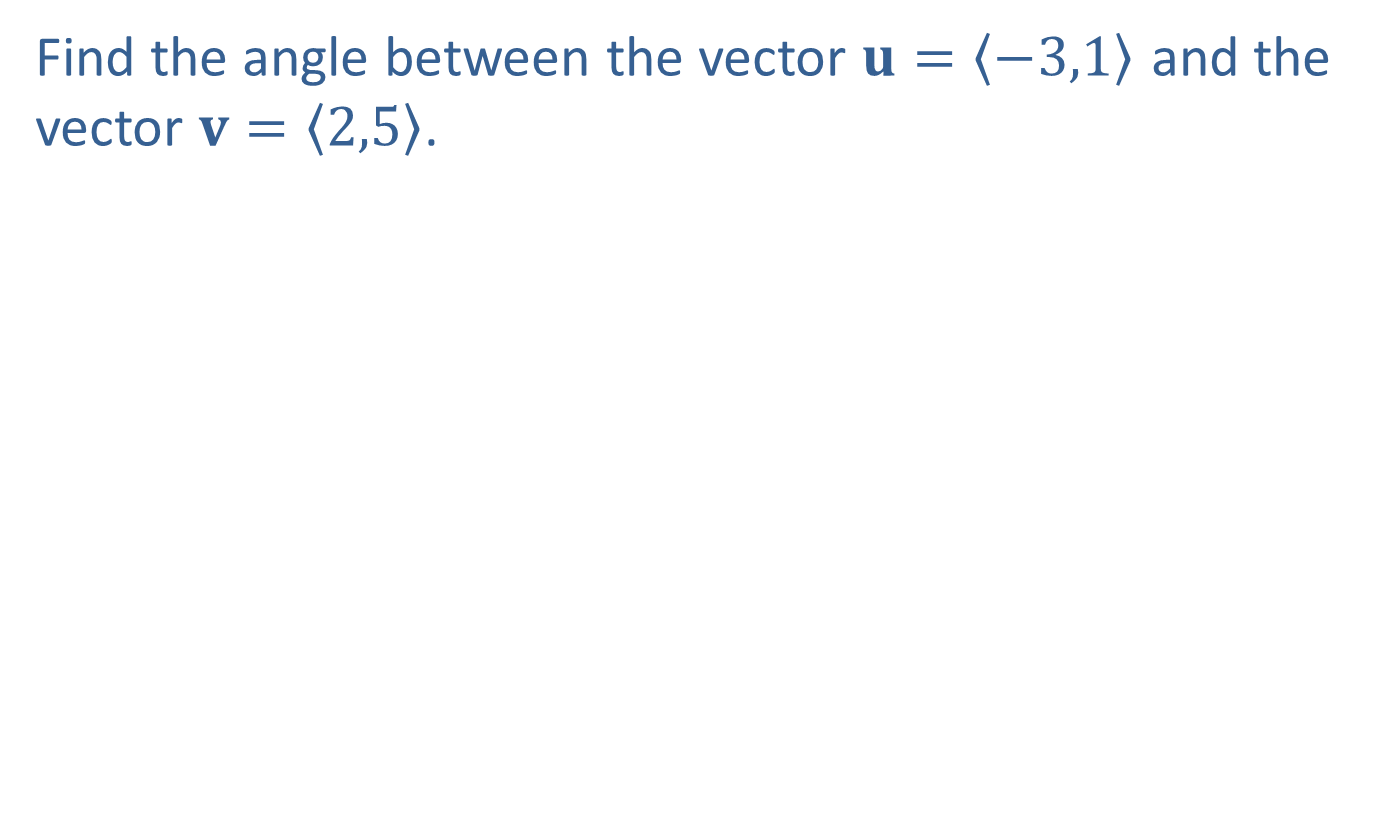 Find the angle between the vector 𝐮 = ⟨−3,1⟩ and the
vector 𝐯 = ⟨2,5⟩.